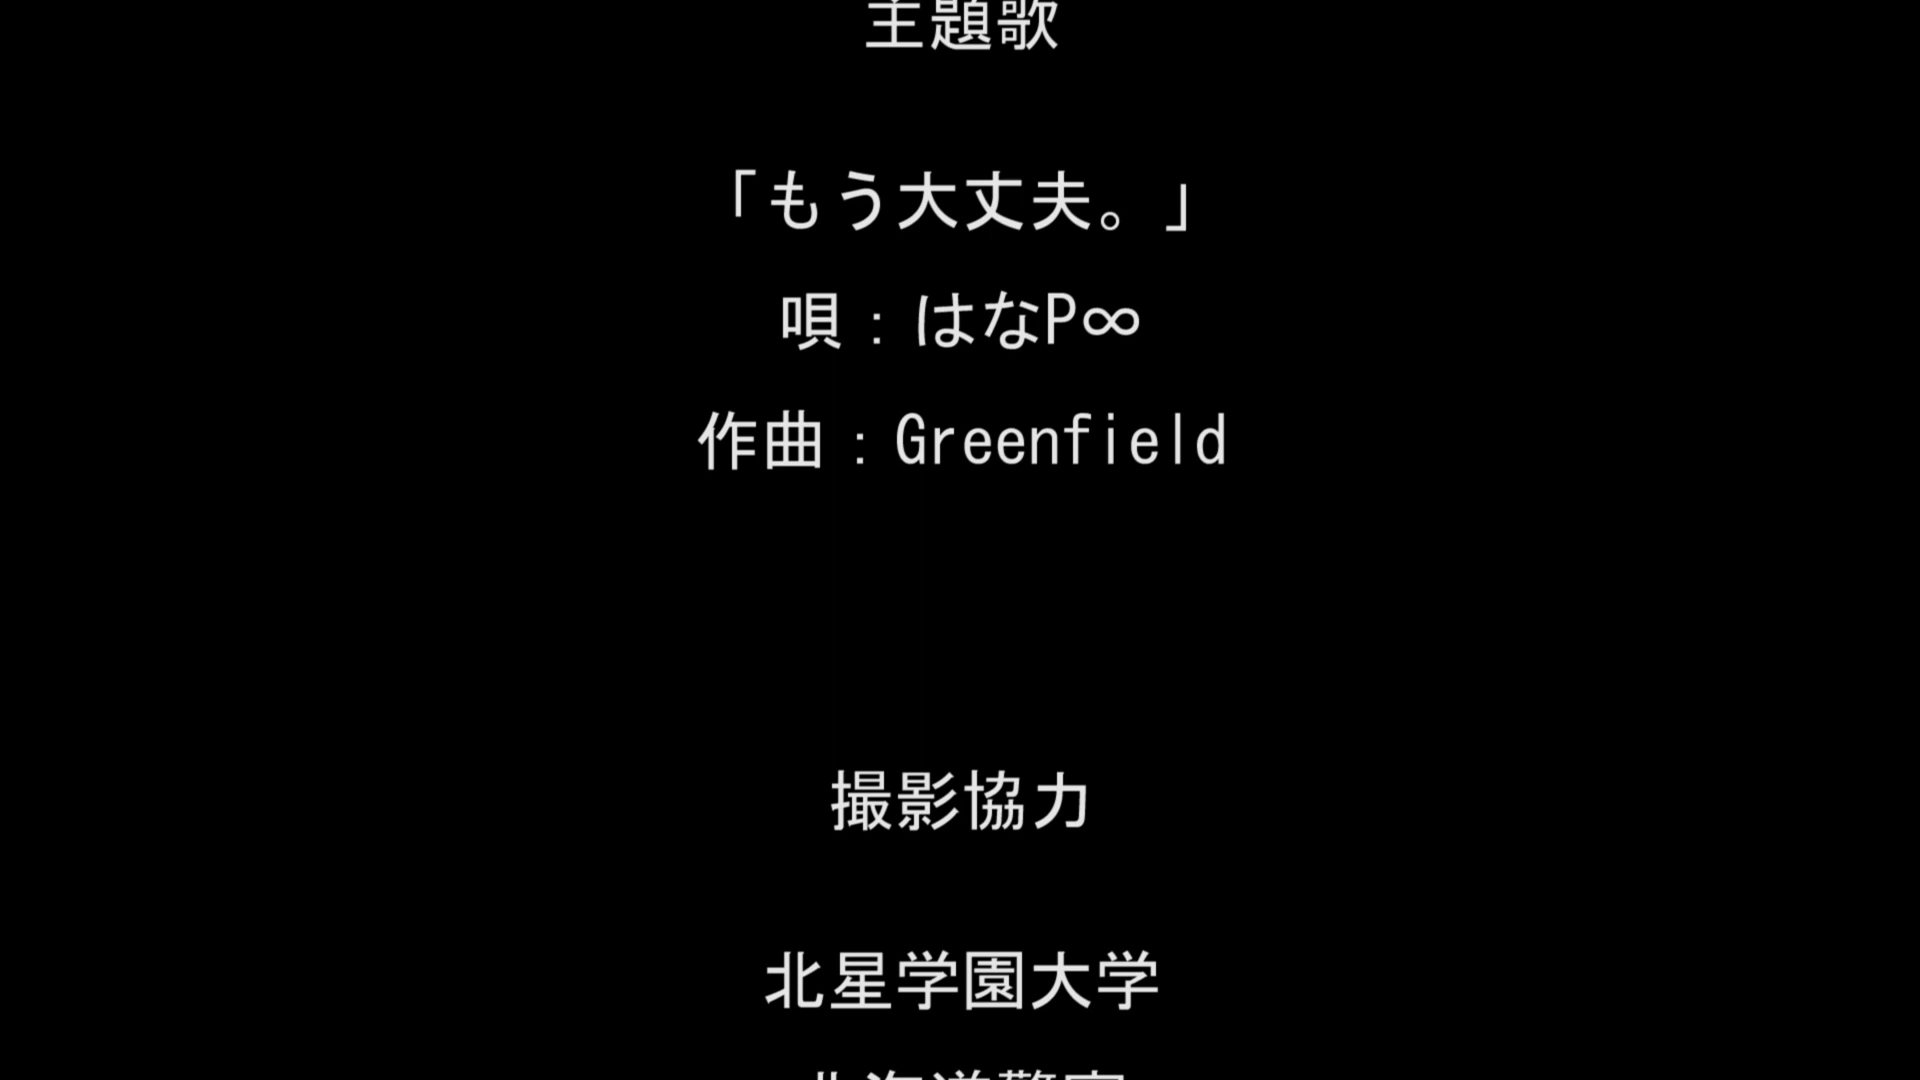 主題歌
「もう大丈夫。」
唄：はなP∞
作曲：Greenfield
撮影協力
北星学園大学